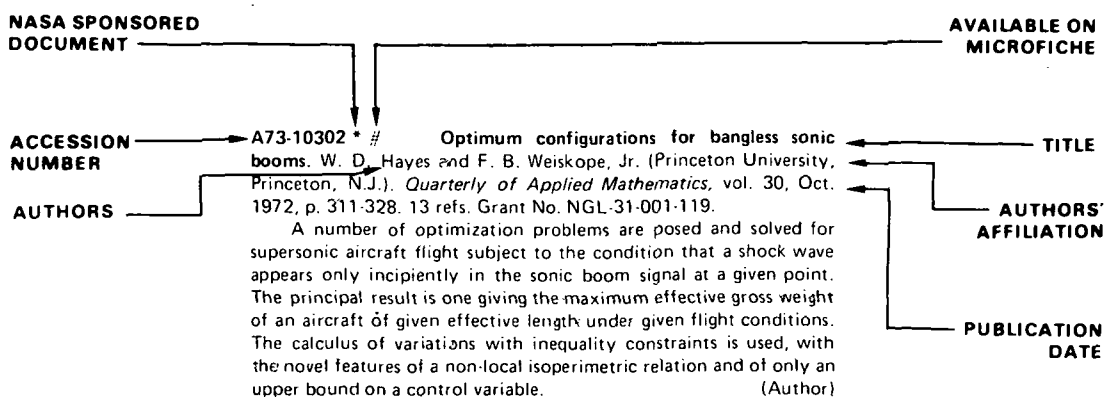 NASA SPONSORED
DOCUMENT
AVAILABLE ON
MICROFICHE
ACCESSION
NUMBER
AUTHORS
A73-10302 * # Optimum configurations for bangless sonic
booms. W. D. Hayes and F. B. Weiskope, Jr. (Princeton University,
Princeton, N.J.). Quarterly of Applied Mathematics, vol. 30, Oct.
1972, p. 311-328. 13 refs. Grant No. NGL-31-001-119.
A number of optimization problems are posed and solved for
supersonic aircraft flight subject to the condition that a shock wave
appears only incipiently in the sonic boom signal at a given point.
The principal result is one giving the maximum effective gross weight
of an aircraft of given effective length under given flight conditions.
The calculus of variations with inequality constraints is used, with
the novel features of a non-local isoperimetric relation and of only an
upper bound on a control variable. (Author)
TITLE
AUTHORS'
AFFILIATION
PUBLICATION
DATE